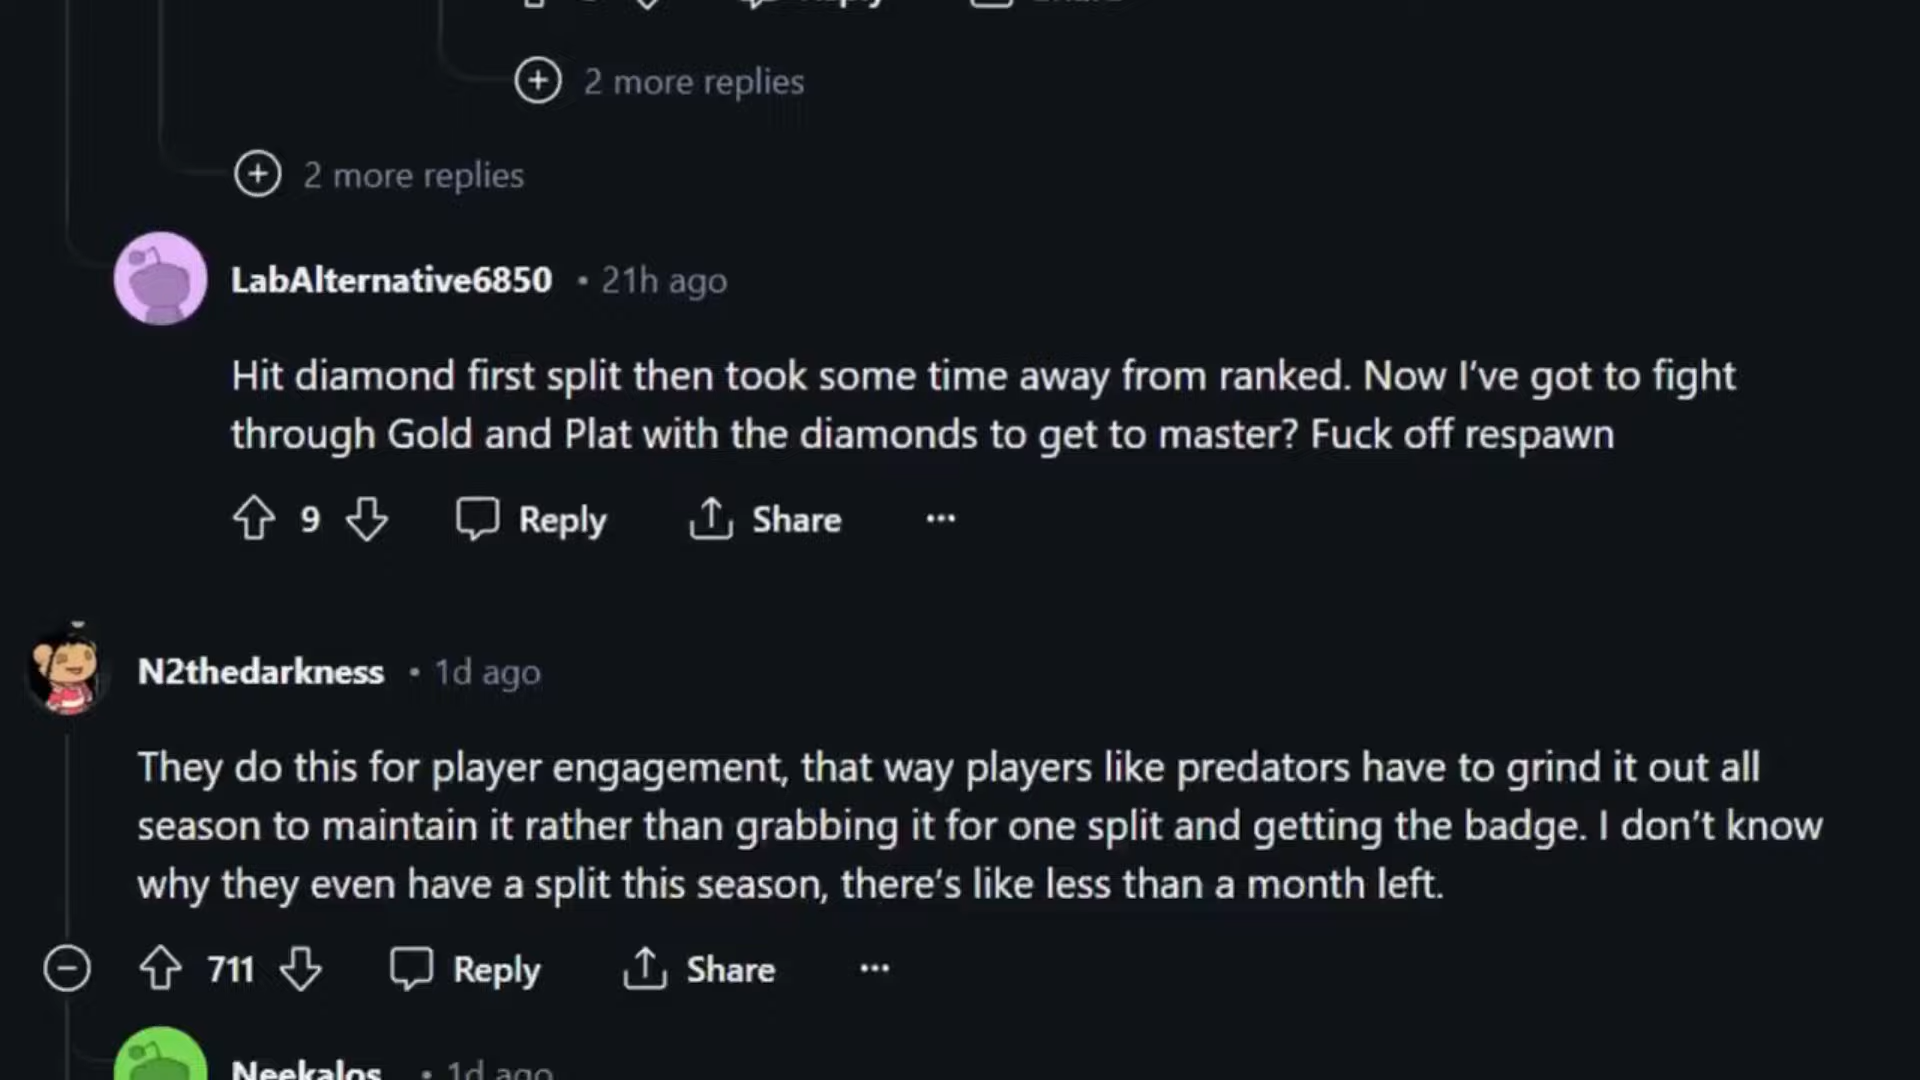 Reply
2 more replies
2 more replies
LabAlternative6850 • 21h ago
Hit diamond first split then took some time away from ranked. Now I've got to fight
through Gold and Plat with the diamonds to get to master? Fuck off respawn
9 Reply Share ...
N2thedarkness • 1d ago
They do this for player engagement, that way players like predators have to grind it out all
season to maintain it rather than grabbing it for one split and getting the badge. I don't know
why they even have a split this season, there's like less than a month left.
711 Reply Share ...
Neekalos • 1d ago